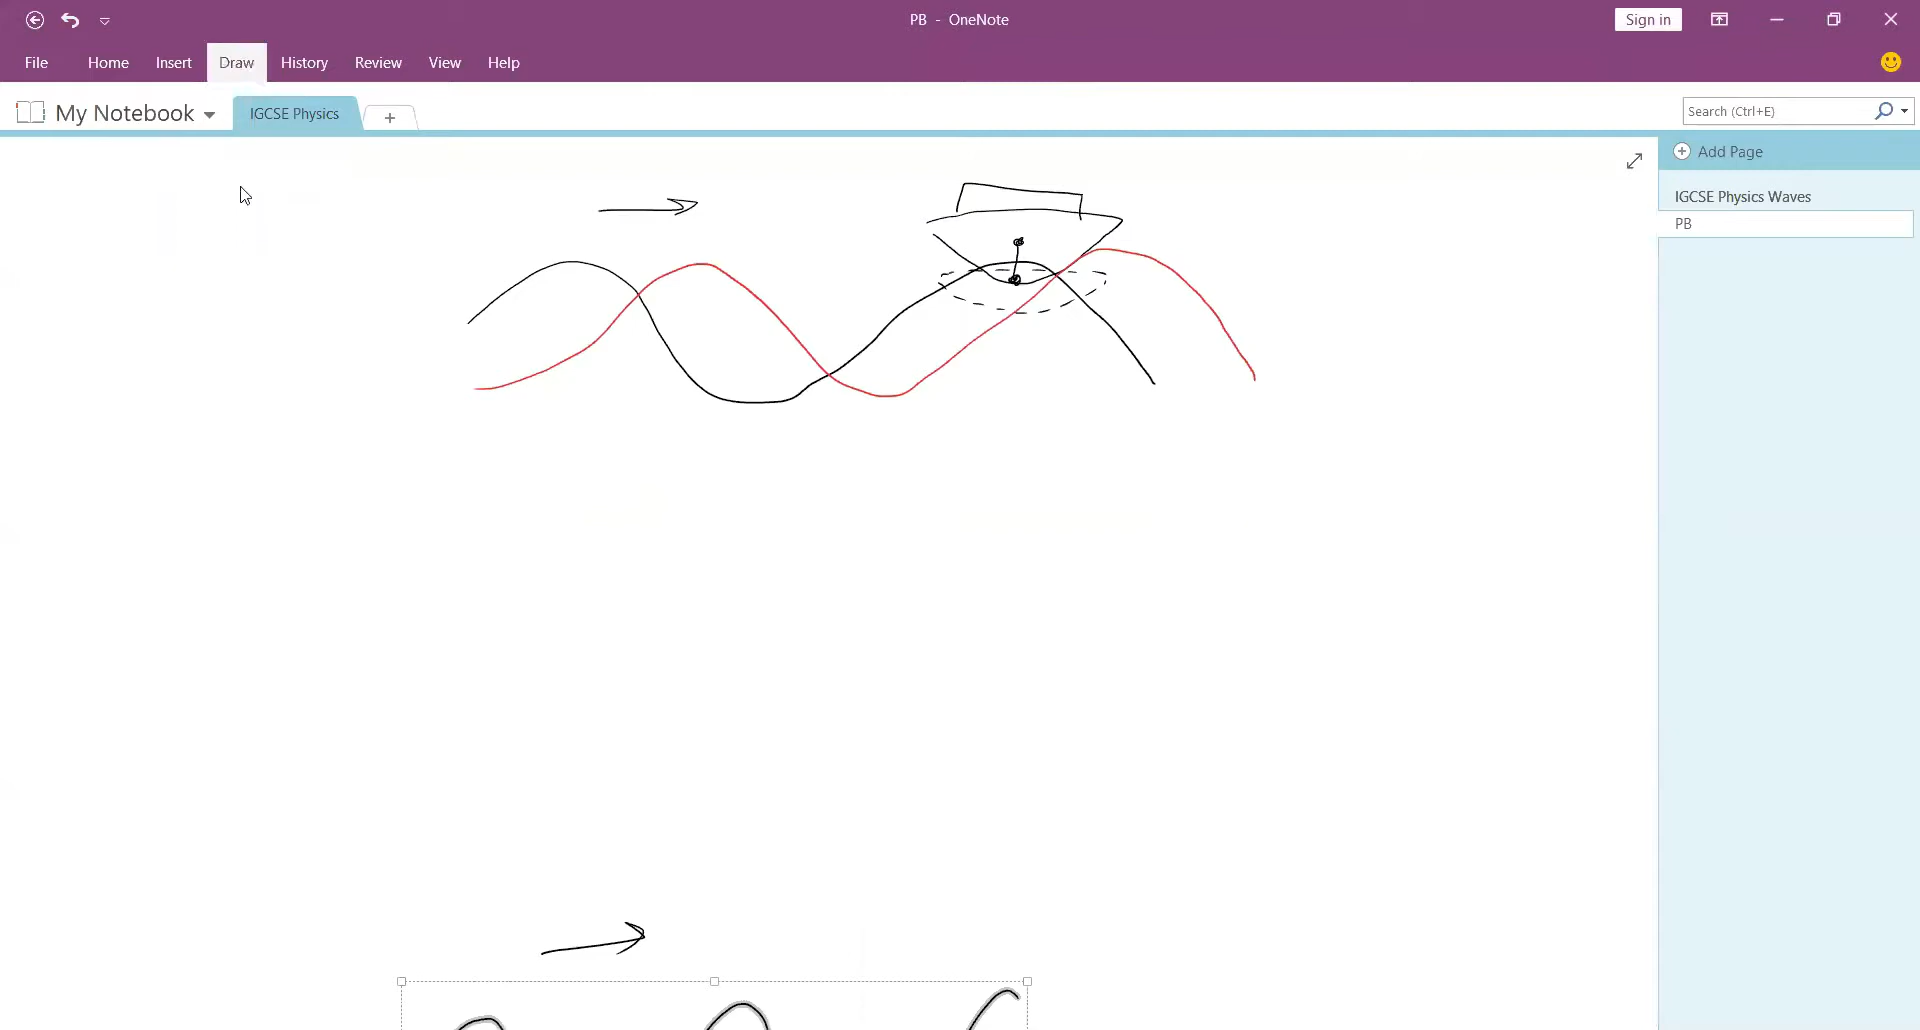 PB - OneNote
Sign in
File Home Insert Draw History Review View Help
My Notebook
IGCSE Physics
+
Search (Ctrl+E)
Add Page
IGCSE Physics Waves
PB